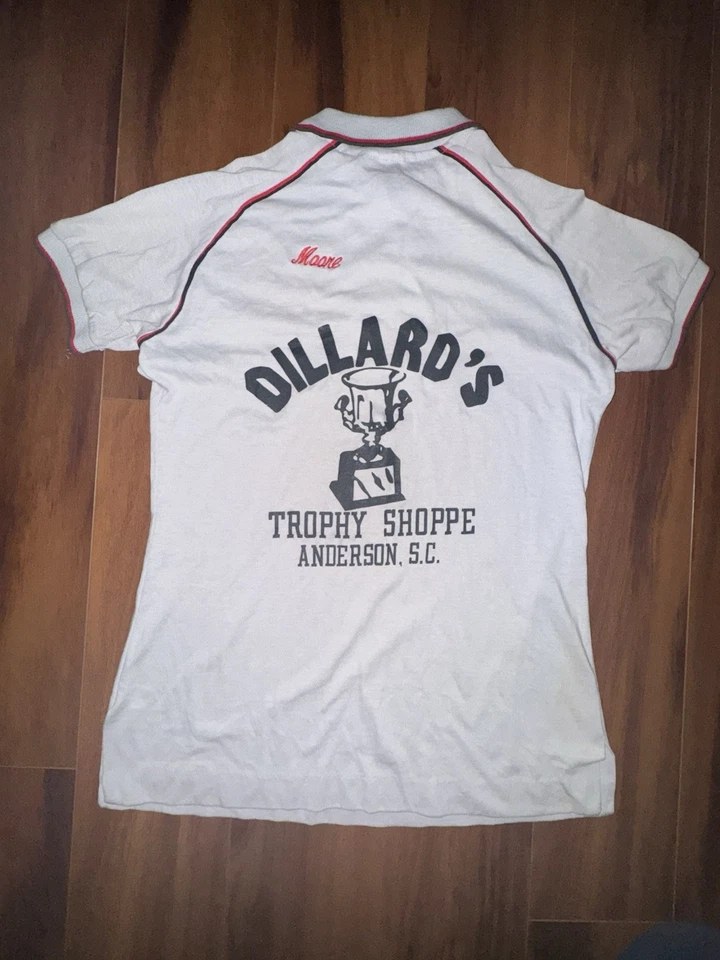 Moore
DILLARD'S
TROPHY SHOPPE
ANDERSON, S.C.